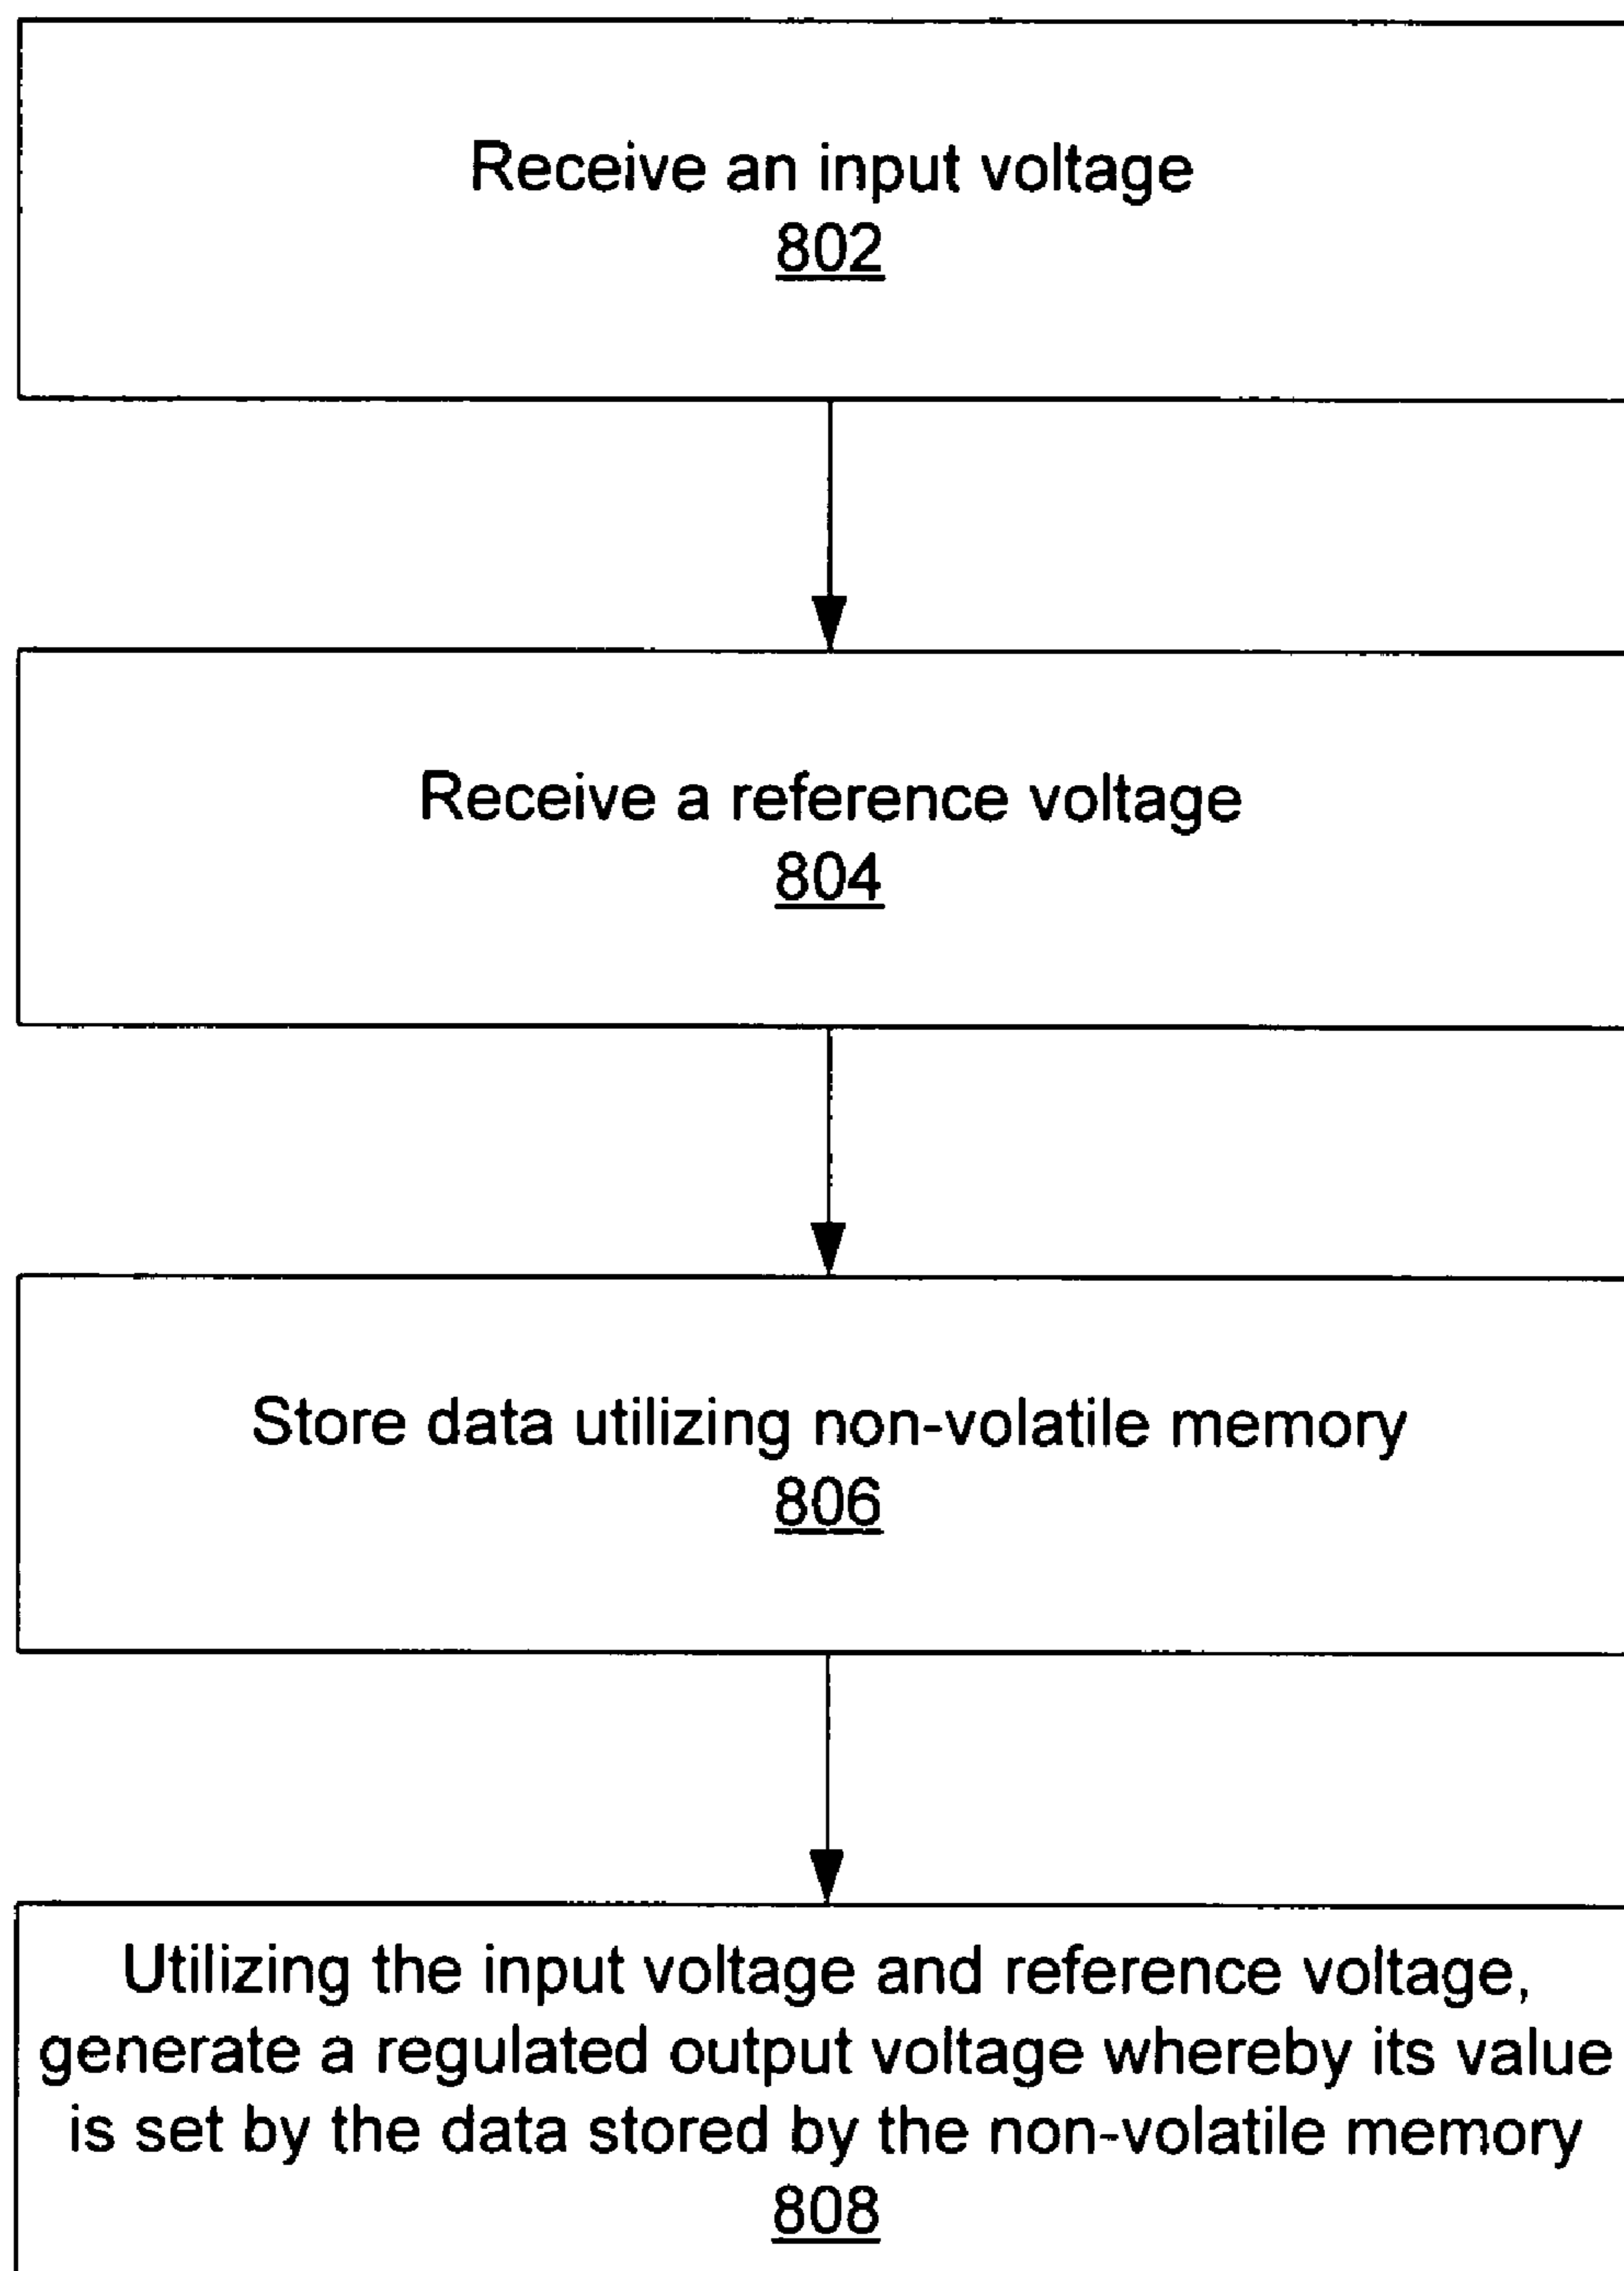 Receive an input voltage
802
Receive a reference voltage
804
Store data utilizing non-volatile memory
806
Utilizing the input voltage and reference voltage,
generate a regulated output voltage whereby its value
is set by the data stored by the non-volatile memory
808